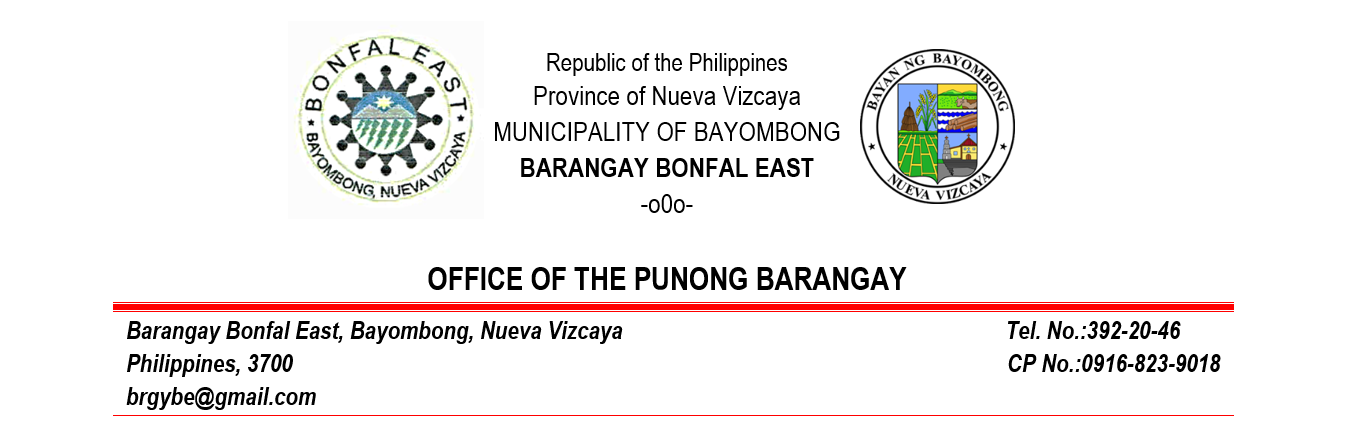 BONFAL EAST
BAYOMBONG, NUEVA VIZCAYA
Republic of the Philippines
Province of Nueva Vizcaya
MUNICIPALITY OF BAYOMBONG
BARANGAY BONFAL EAST
-o0o-
BAYAN NG BAYOMBONG
NUEVA VIZCAYA
OFFICE OF THE PUNONG BARANGAY
Barangay Bonfal East, Bayombong, Nueva Vizcaya
Tel. No.:392-20-46
Philippines, 3700
CP No.:0916-823-9018
brgybe@gmail.com